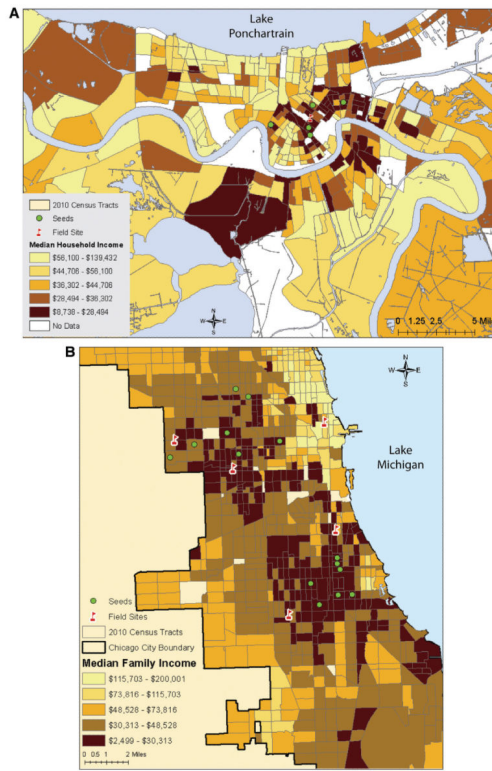 A
Lake
Ponchartrain
2010 Census Tracts
Seeds
Field Site
Median Household Income
$56,100 - $139,432
$44,706 - $56,100
$36,302 - $44,706
$28,494 - $36,302
$8,738 - $28,494
No Data
N
W E
S
0 1.25 2.5 5 Miles
B
N
W E
S
Lake
Michigan
Seeds
Field Sites
2010 Census Tracts
Chicago City Boundary
Median Family Income
$115,703 - $200,001
$73,816 - $115,703
$48,528 - $73,816
$30,313 - $48,528
$2,499 - $30,313
0 0.5 1 2 Miles